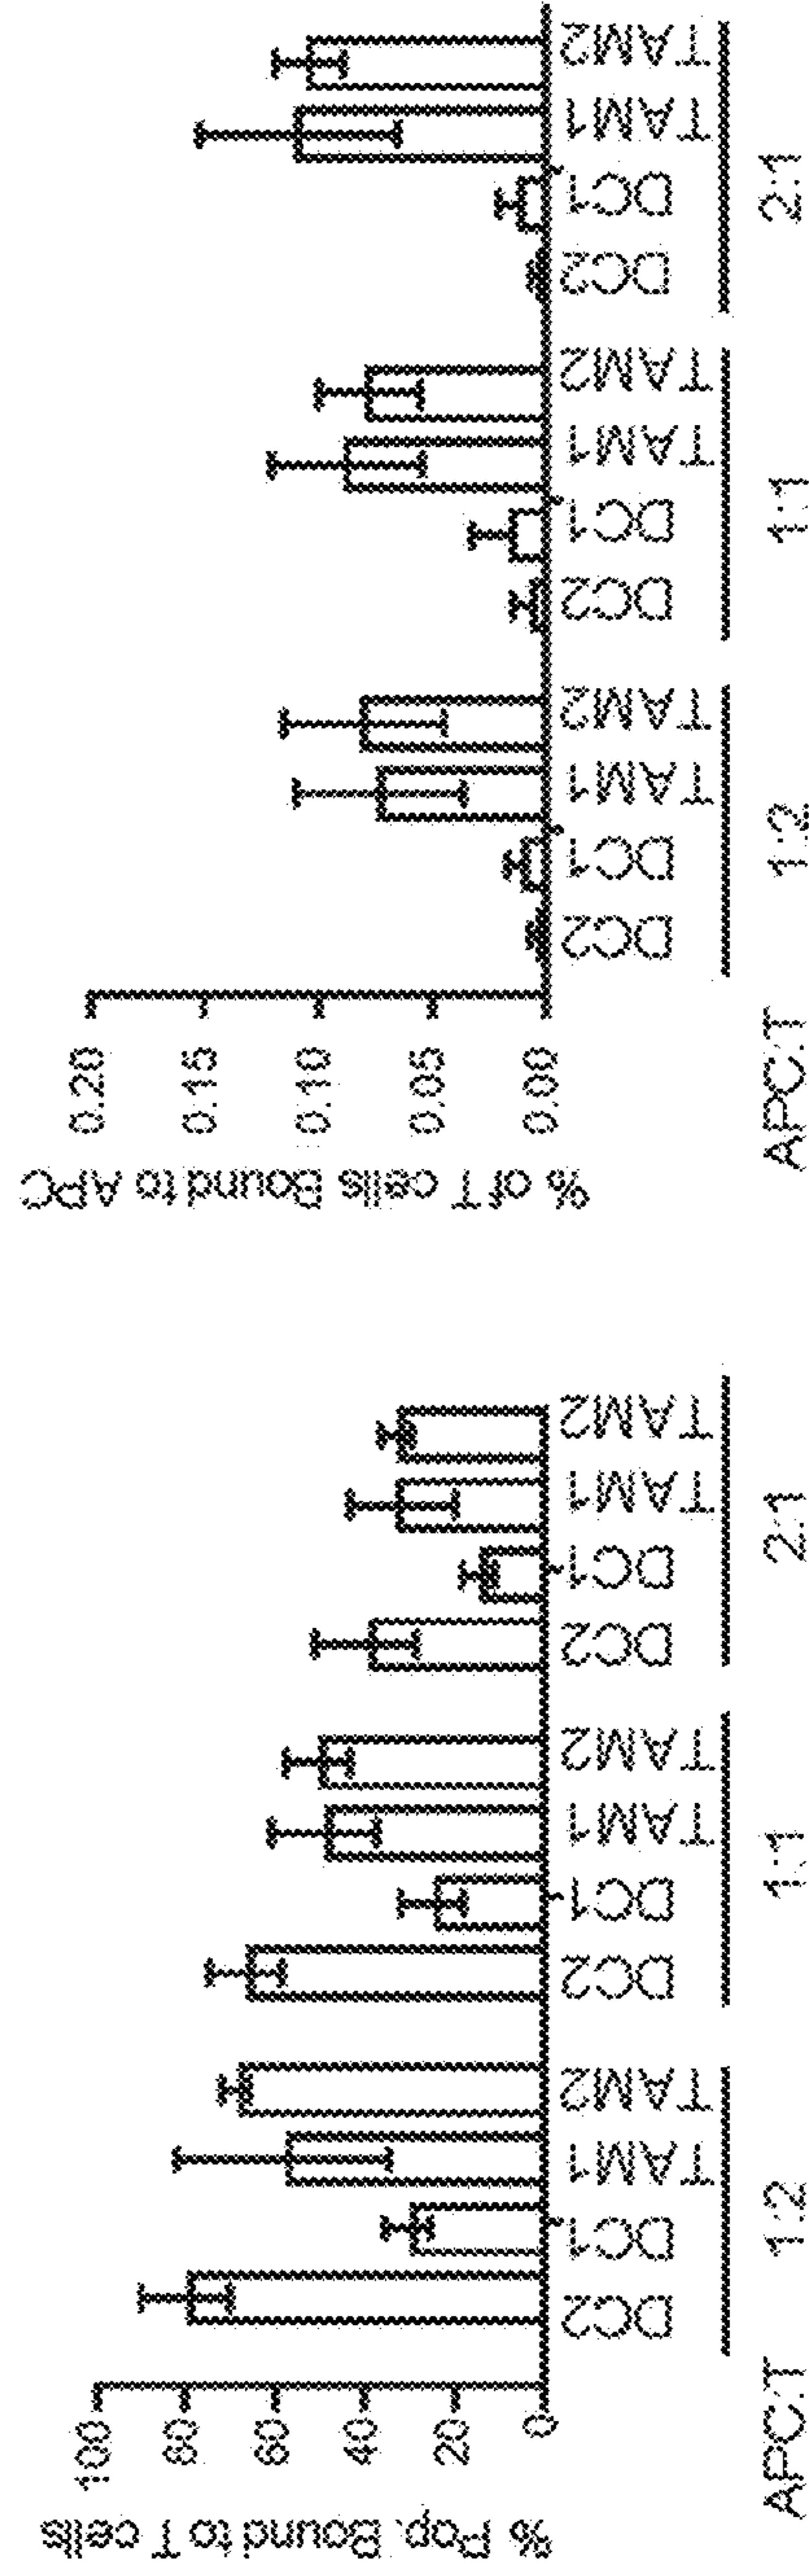 % Pop. Bound to T cells
100
80
60
40
20
0
DC2 DC1 TAM1 TAM2 DC2 DC1 TAM1 TAM2 DC2 DC1 TAM1 TAM2
APC:T 1:2 1:1 2:1
% of T cells Bound to APC
0.20
0.15
0.10
0.05
0.00
DC2 DC1 TAM1 TAM2 DC2 DC1 TAM1 TAM2 DC2 DC1 TAM1 TAM2
APC:T 1:2 1:1 2:1